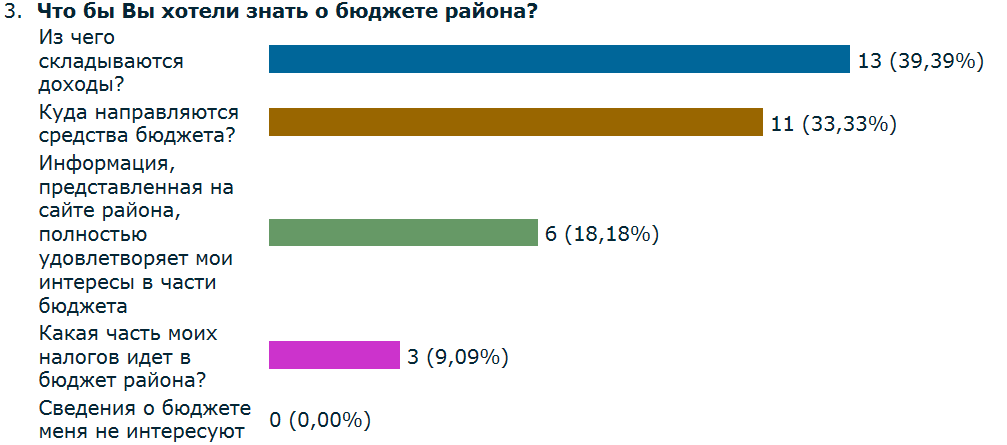 3. Что бы Вы хотели знать о бюджете района?
Из чего
складываются
доходы?
13 (39,39%)
Куда направляются
средства бюджета?
11 (33,33%)
Информация,
представленная на
сайте района,
полностью
удовлетворяет мои
интересы в части
бюджета
6 (18,18%)
Какая часть моих
налогов идет в
бюджет района?
3 (9,09%)
Сведения о бюджете
меня не интересуют
0 (0,00%)